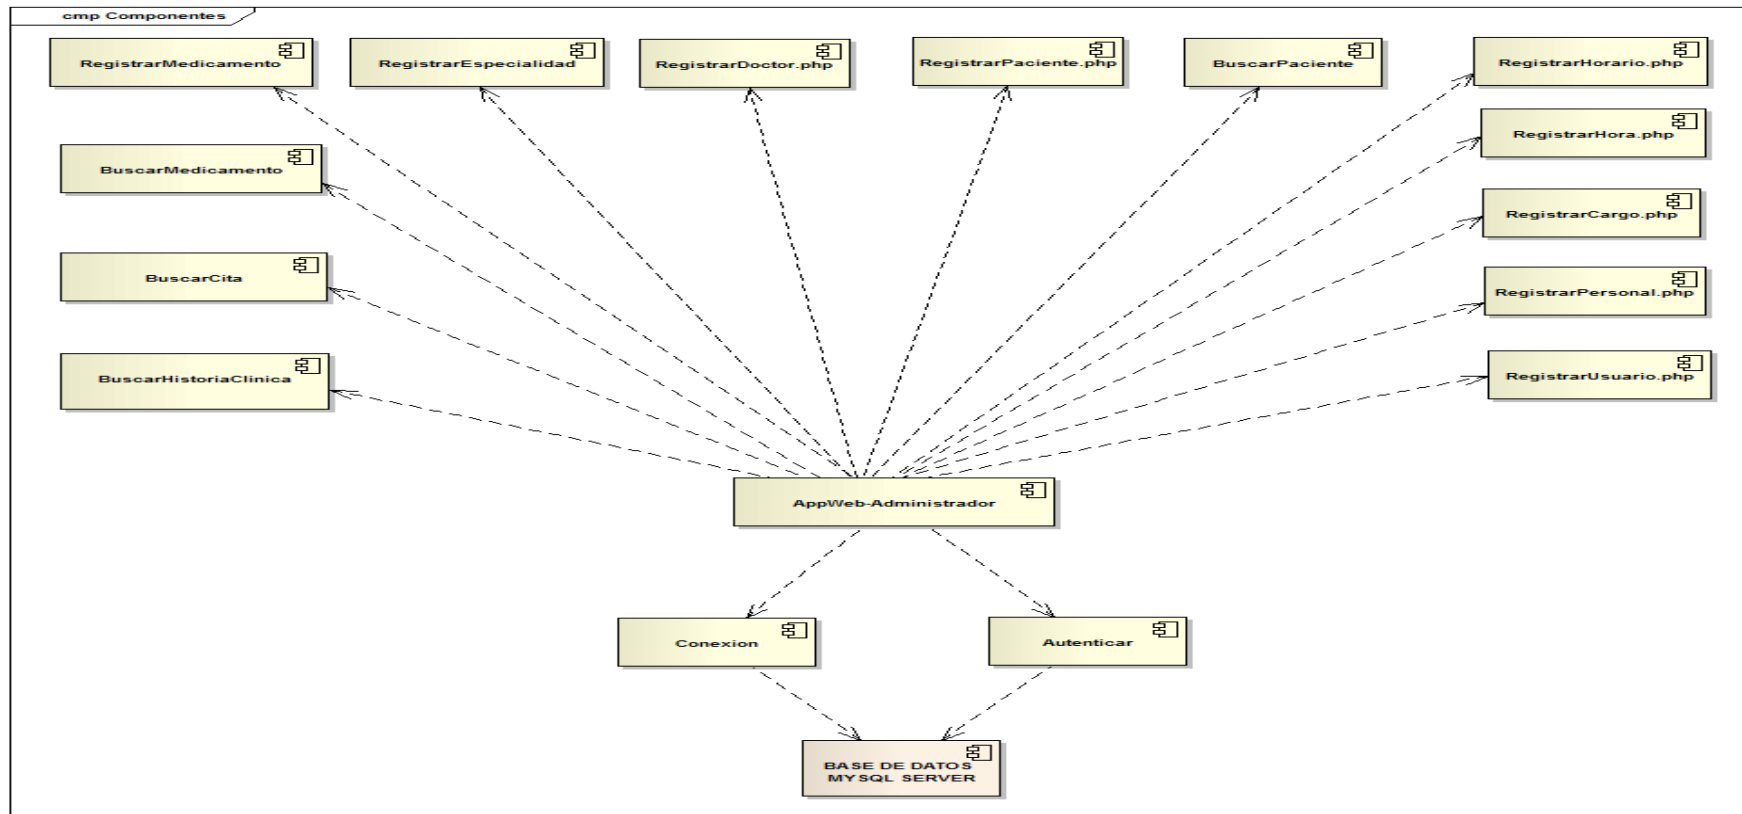 cmp Componentes
RegistrarMedicamento
RegistrarEspecialidad
RegistrarDoctor.php
RegistrarPaciente.php
BuscarPaciente
RegistrarHorario.php
RegistrarHora.php
BuscarMedicamento
RegistrarCargo.php
BuscarCita
RegistrarPersonal.php
BuscarHistoriaClinica
RegistrarUsuario.php
AppWeb-Administrador
Conexion
Autenticar
BASE DE DATOS
MYSQL SERVER